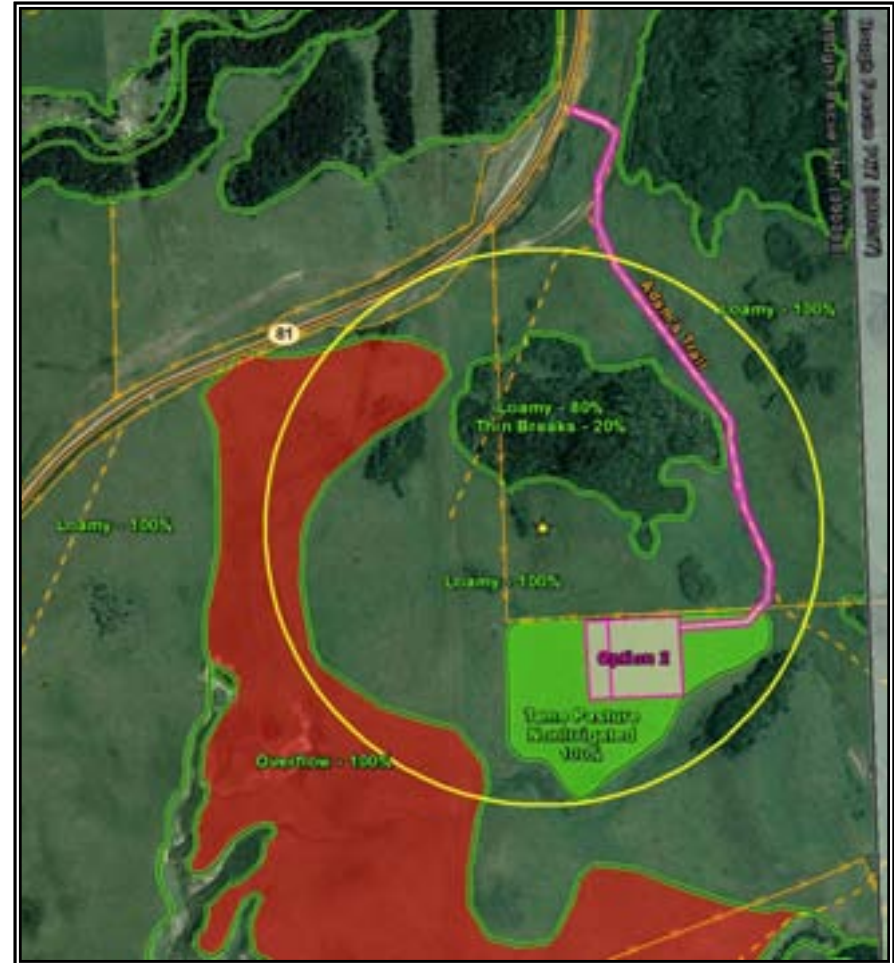 Adams Trail
81
Loamy - 100%
Loamy - 80%
Thin Breaks - 20%
Loamy - 100%
Loamy - 100%
Option 2
Tame Pasture
Nonirrigated
100%
Overflow - 100%